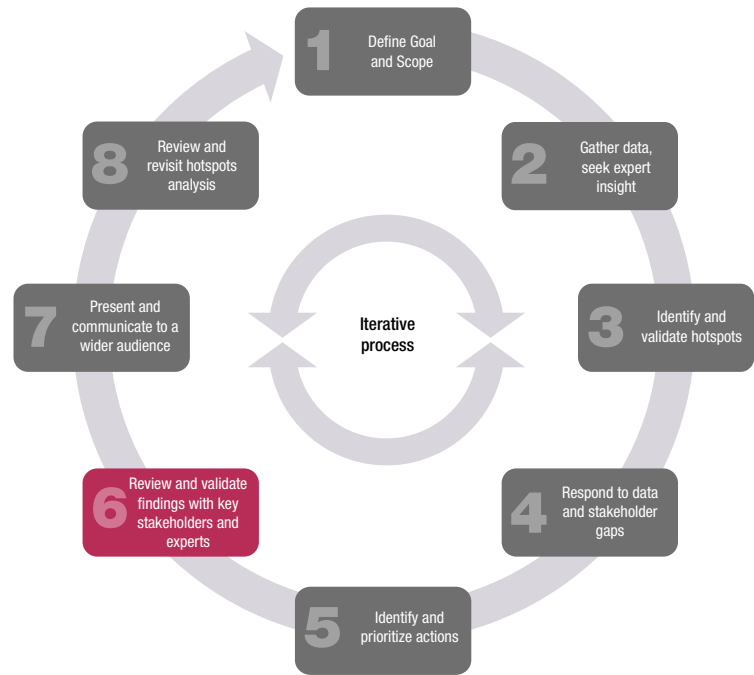 1
Define Goal
and Scope
2
Gather data,
seek expert
insight
3
Identify and
validate hotspots
4
Respond to data
and stakeholder
gaps
5
Identify and
prioritize actions
6
Review and validate
findings with key
stakeholders and
experts
7
Present and
communicate to a
wider audience
8
Review and
revisit hotspots
analysis
Iterative
process